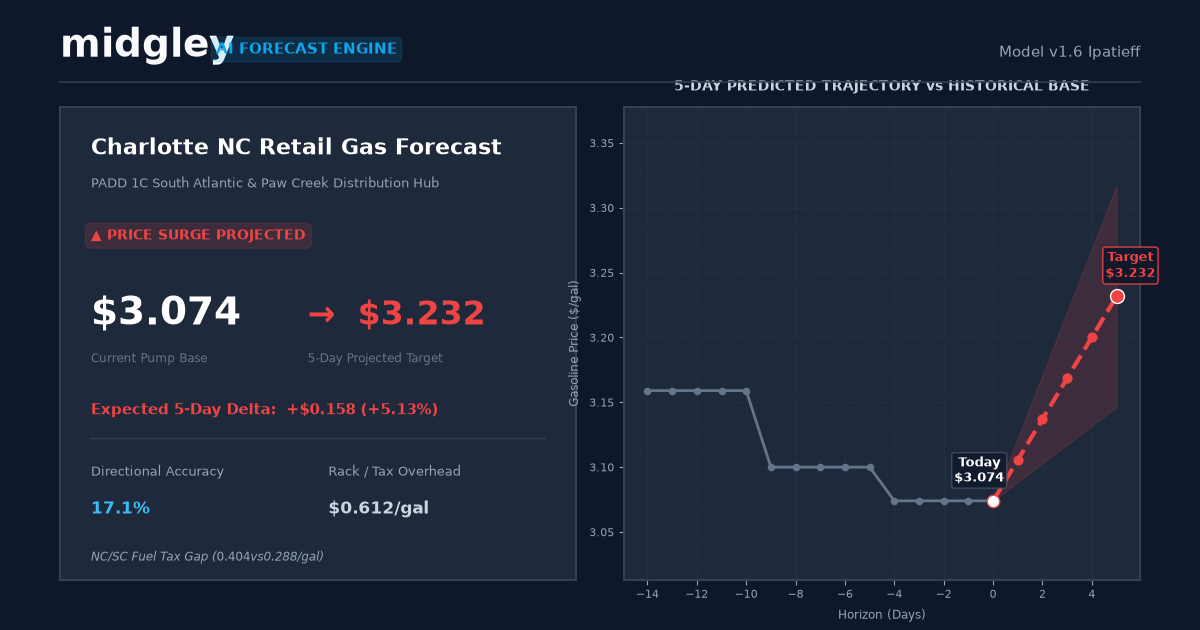 midgley
AI FORECAST ENGINE
Model v1.6 Ipatieff
Charlotte NC Retail Gas Forecast
PADD 1C South Atlantic & Paw Creek Distribution Hub
▲ PRICE SURGE PROJECTED
$3.074
→ $3.232
Current Pump Base
5-Day Projected Target
Expected 5-Day Delta: +$0.158 (+5.13%)
Directional Accuracy
Rack / Tax Overhead
17.1%
$0.612/gal
NC/SC Fuel Tax Gap (0.404vs0.288/gal)
5-DAY PREDICTED TRAJECTORY vs HISTORICAL BASE
Gasoline Price ($/gal)
3.35
3.30
3.25
3.20
3.15
3.10
3.05
Target
$3.232
Today
$3.074
−14 −12 −10 −8 −6 −4 −2 0 2 4
Horizon (Days)